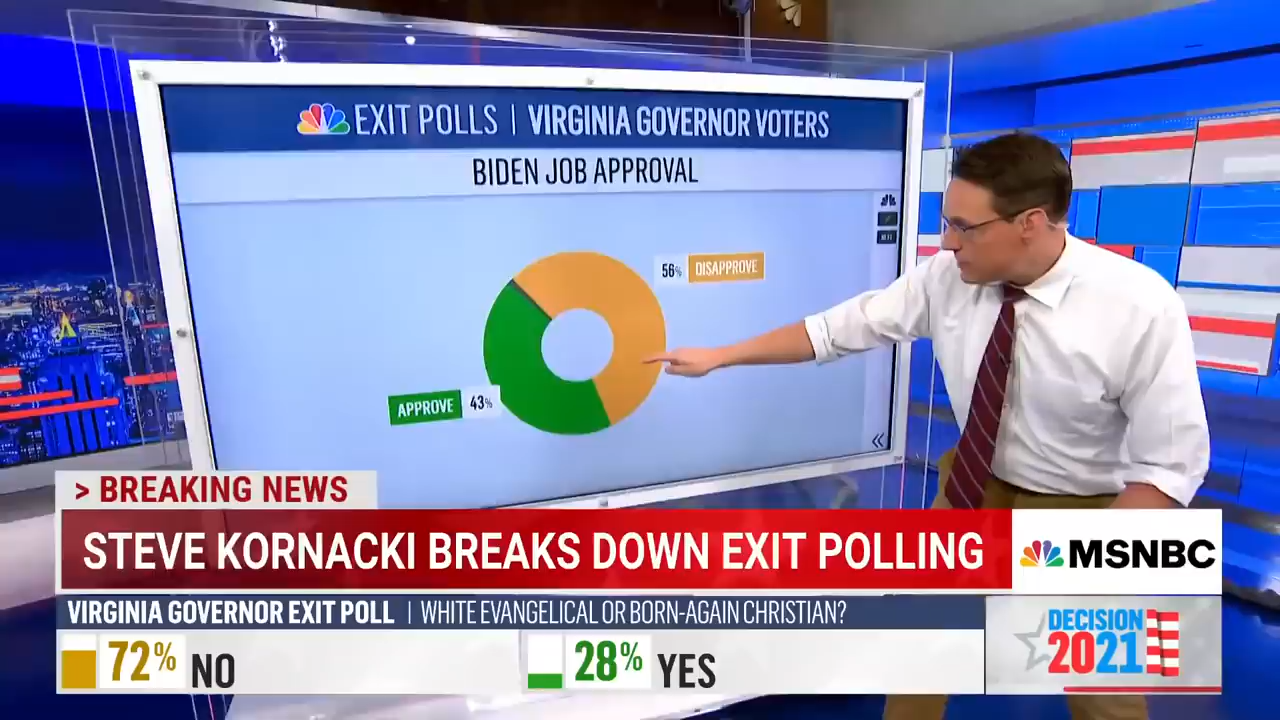 EXIT POLLS | VIRGINIA GOVERNOR VOTERS
BIDEN JOB APPROVAL
56% DISAPPROVE
APPROVE 43%
> BREAKING NEWS
STEVE KORNACKI BREAKS DOWN EXIT POLLING
MSNBC
VIRGINIA GOVERNOR EXIT POLL | WHITE EVANGELICAL OR BORN-AGAIN CHRISTIAN?
72% NO
28% YES
DECISION
2021